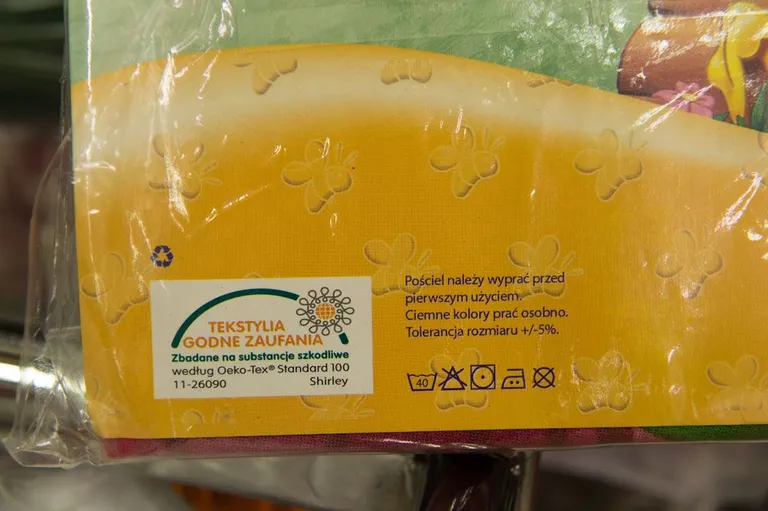 TEKSTYLIA
GODNE ZAUFANIA
Zbadane na substancje szkodliwe
według Oeko-Tex® Standard 100
11-26090 Shirley
Pościel należy wyprać przed
pierwszym użyciem.
Ciemne kolory prać osobno.
Tolerancja rozmiaru +/-5%.
40